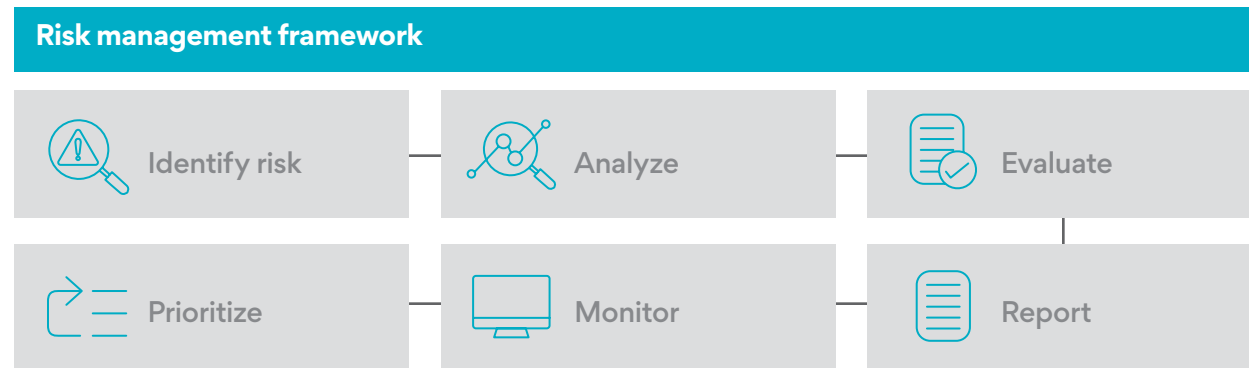 Risk management framework
Identify risk
Analyze
Evaluate
Prioritize
Monitor
Report